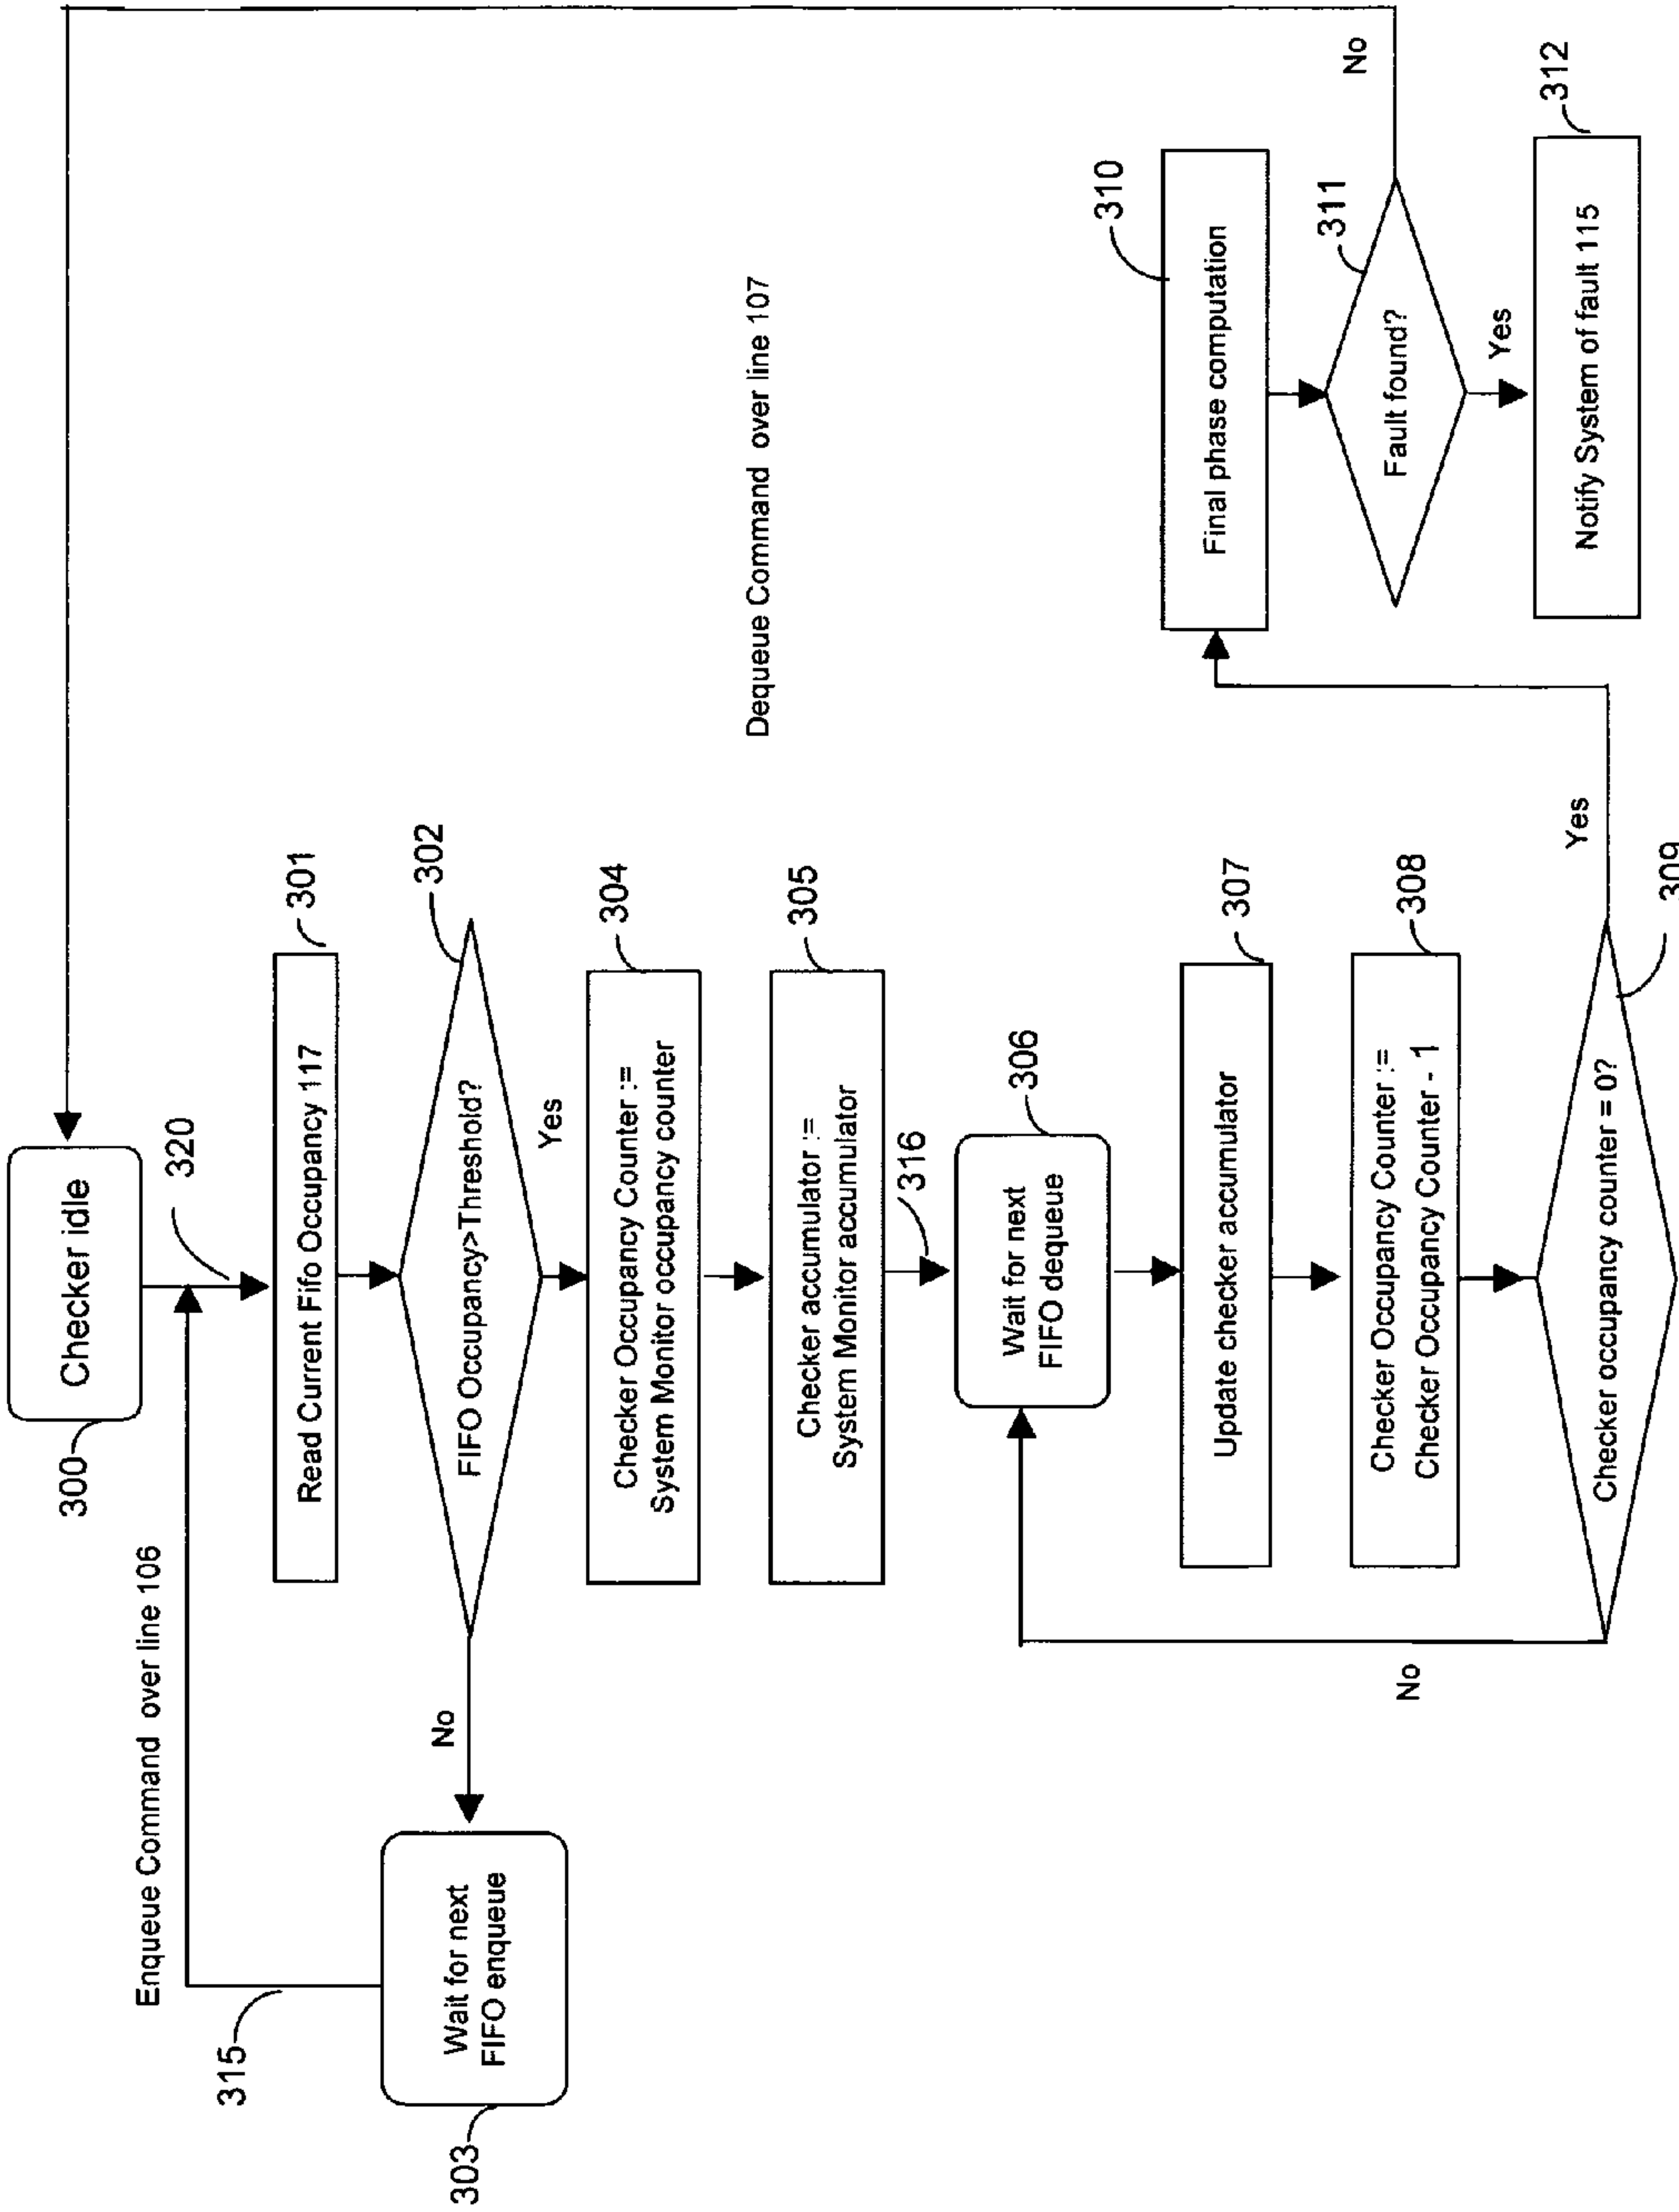 Checker idle
300
320
Enqueue Command over line 106
315
Read Current Fifo Occupancy 117
301
FIFO Occupancy>Threshold?
302
No
Yes
Wait for next
FIFO enqueue
303
Checker Occupancy Counter :=
System Monitor occupancy counter
304
Checker accumulator :=
System Monitor accumulator
305
316
Wait for next
FIFO dequeue
306
Dequeue Command over line 107
Update checker accumulator
307
Checker Occupancy Counter :=
Checker Occupancy Counter - 1
308
Checker occupancy counter = 0?
309
No
Yes
Final phase computation
310
Fault found?
311
No
Yes
Notify System of fault 115
312